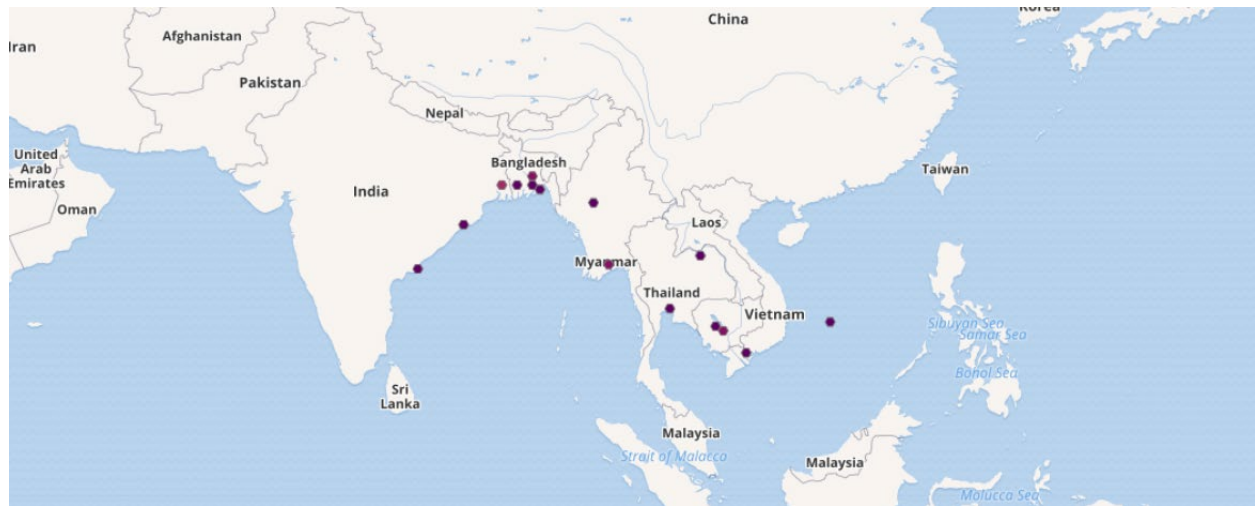 Korea
China
Afghanistan
Iran
Pakistan
Nepal
United
Arab
Emirates
Bangladesh
Taiwan
India
Oman
Laos
Myanmar
Thailand
Vietnam
Sibuyan Sea
Samar Sea
Bohol Sea
Sri
Lanka
Malaysia
Strait of Malacca
Malaysia
Molucca Sea